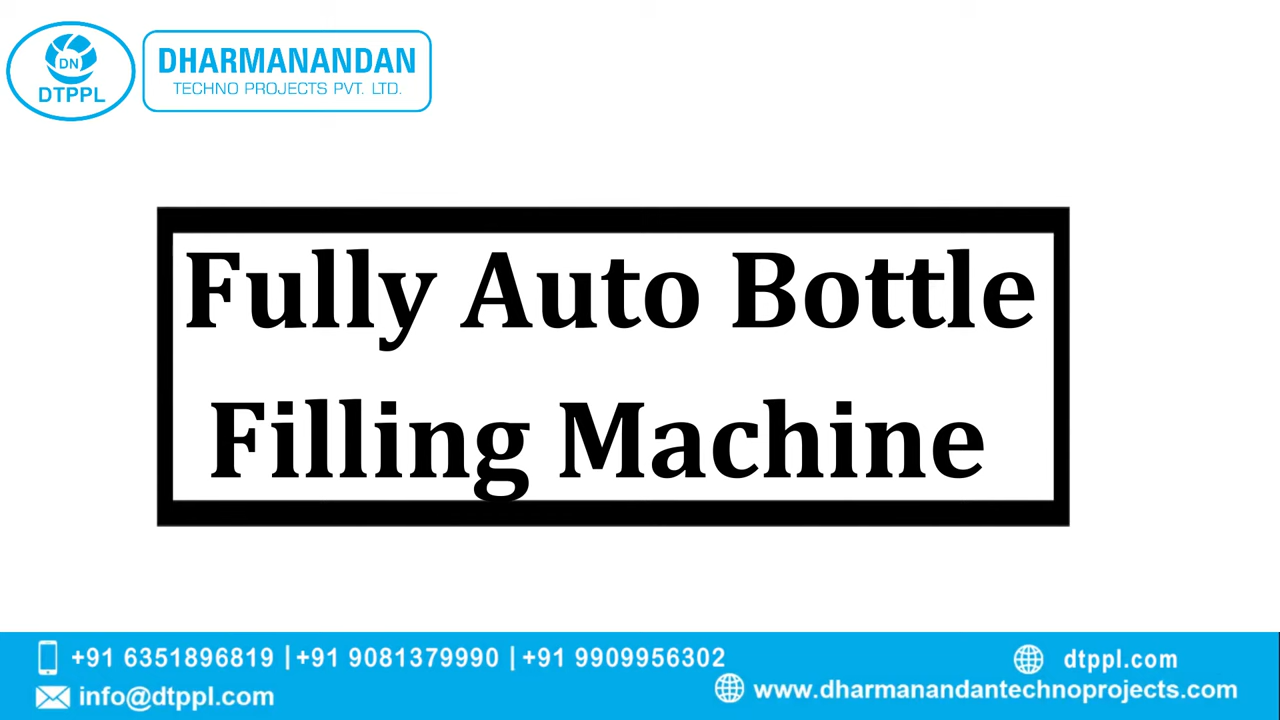 DN
DTPPL
DHARMANANDAN
TECHNO PROJECTS PVT. LTD.
Fully Auto Bottle
Filling Machine
+91 6351896819 |+91 9081379990 |+91 9909956302
dtppl.com
info@dtppl.com
www.dharmanandantechnoprojects.com